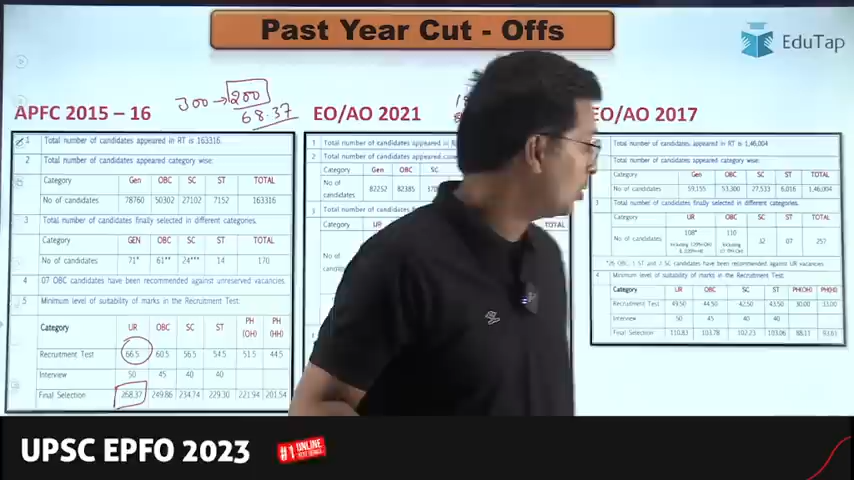 Past Year Cut - Offs
EduTap
APFC 2015 – 16
300 → 200
68.37
EO/AO 2021
EO/AO 2017
1 Total number of candidates appeared in RT is 163316.
2 Total number of candidates appeared category wise:
Category Gen OBC SC ST TOTAL
No of candidates 78760 50302 27102 7152 163316
3 Total number of candidates finally selected in different categories.
Category GEN OBC SC ST TOTAL
No of candidates 71* 61** 24*** 14 170
4 07 OBC candidates have been recommended against unreserved vacancies.
5 Minimum level of suitability of marks in the Recruitment Test:
Category UR OBC SC ST PH (OH) PH (HH)
Recruitment Test 66.5 60.5 56.5 54.5 51.5 44.5
Interview 50 45 40 40
Final Selection 268.37 249.86 234.74 229.30 221.94 201.54
1 Total number of candidates appeared
2 Total number of candidates appeared
Category Gen OBC SC
No of candidates 82252 82385
3 Total number of
Category UR TOTAL
No of
Total number of candidates, appeared in RT is 1,46,004
Total number of candidates appeared category wise:
Category Gen OBC SC ST TOTAL
No of candidates 59,155 53,300 27,533 6,016 1,46,004
3 Total number of candidates finally selected in different categories.
Category UR OBC SC ST TOTAL
No of candidates 108* 110 32 07 257
4 Minimum level of suitability of marks in the Recruitment Test:
Category UR OBC SC ST PH(OH) PH(HH)
Recruitment Test 49.50 44.50 42.50 43.50 30.00 33.00
Interview 50 45 40 40
Final Selection 110.83 103.78 102.23 103.06 88.11 93.61
UPSC EPFO 2023
#1 ONLINE